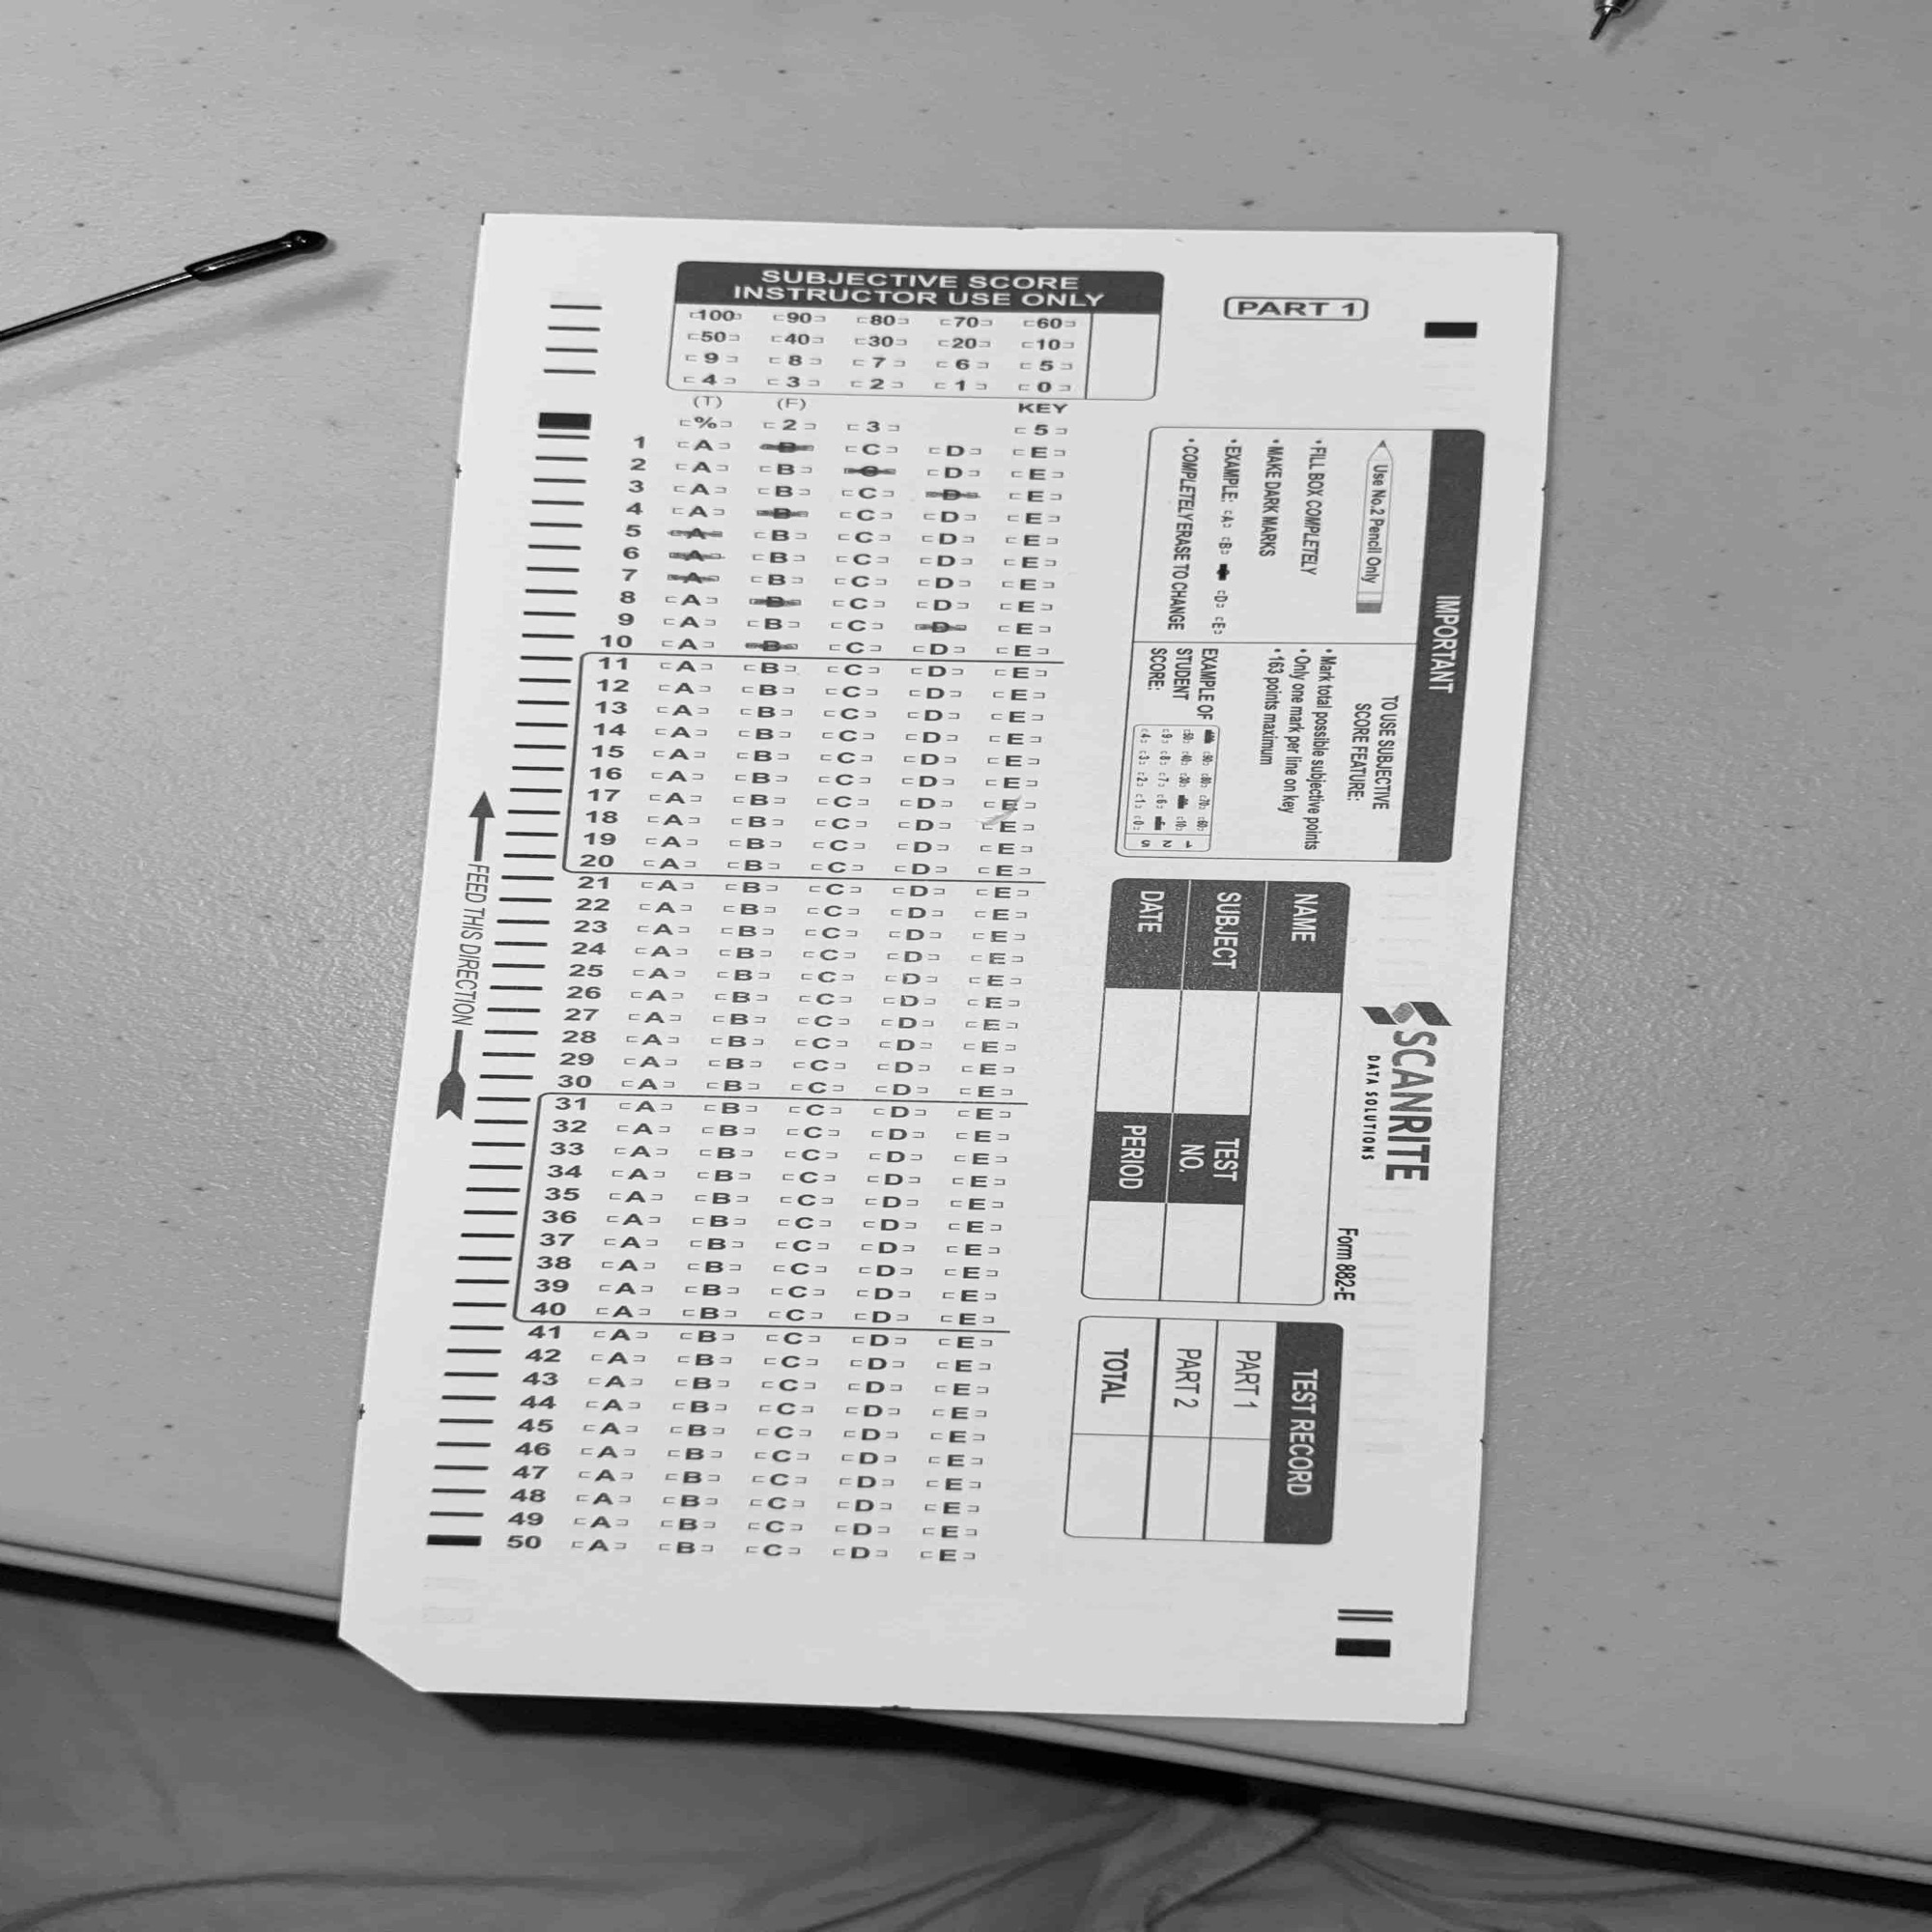 SUBJECTIVE SCORE
INSTRUCTOR USE ONLY
100 90 80 70 60
50 40 30 20 10
9 8 7 6 5
4 3 2 1 0
(T) (F) KEY
% 2 3 5
1 A B C D E
2 A B C D E
3 A B C D E
4 A B C D E
5 A B C D E
6 A B C D E
7 A B C D E
8 A B C D E
9 A B C D E
10 A B C D E
11 A B C D E
12 A B C D E
13 A B C D E
14 A B C D E
15 A B C D E
16 A B C D E
17 A B C D E
18 A B C D E
19 A B C D E
20 A B C D E
21 A B C D E
22 A B C D E
23 A B C D E
24 A B C D E
25 A B C D E
26 A B C D E
27 A B C D E
28 A B C D E
29 A B C D E
30 A B C D E
31 A B C D E
32 A B C D E
33 A B C D E
34 A B C D E
35 A B C D E
36 A B C D E
37 A B C D E
38 A B C D E
39 A B C D E
40 A B C D E
41 A B C D E
42 A B C D E
43 A B C D E
44 A B C D E
45 A B C D E
46 A B C D E
47 A B C D E
48 A B C D E
49 A B C D E
50 A B C D E
FEED THIS DIRECTION
PART 1
IMPORTANT
Use No.2 Pencil Only
• FILL BOX COMPLETELY
• MAKE DARK MARKS
• EXAMPLE: A B D E
• COMPLETELY ERASE TO CHANGE
TO USE SUBJECTIVE
SCORE FEATURE:
• Mark total possible subjective points
• Only one mark per line on key
• 163 points maximum
EXAMPLE OF
STUDENT
SCORE:
90 80 70 60 1
50 40 30 10 2
9 8 7 6 5
4 3 2 1 0
SCANRITE
DATA SOLUTIONS
Form 882-E
NAME
SUBJECT
TEST
NO.
DATE
PERIOD
TEST RECORD
PART 1
PART 2
TOTAL